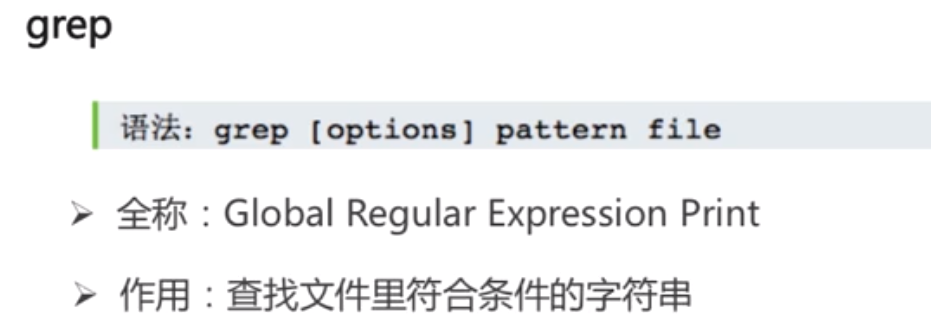 grep
语法：grep [options] pattern file
➢ 全称：Global Regular Expression Print
➢ 作用：查找文件里符合条件的字符串